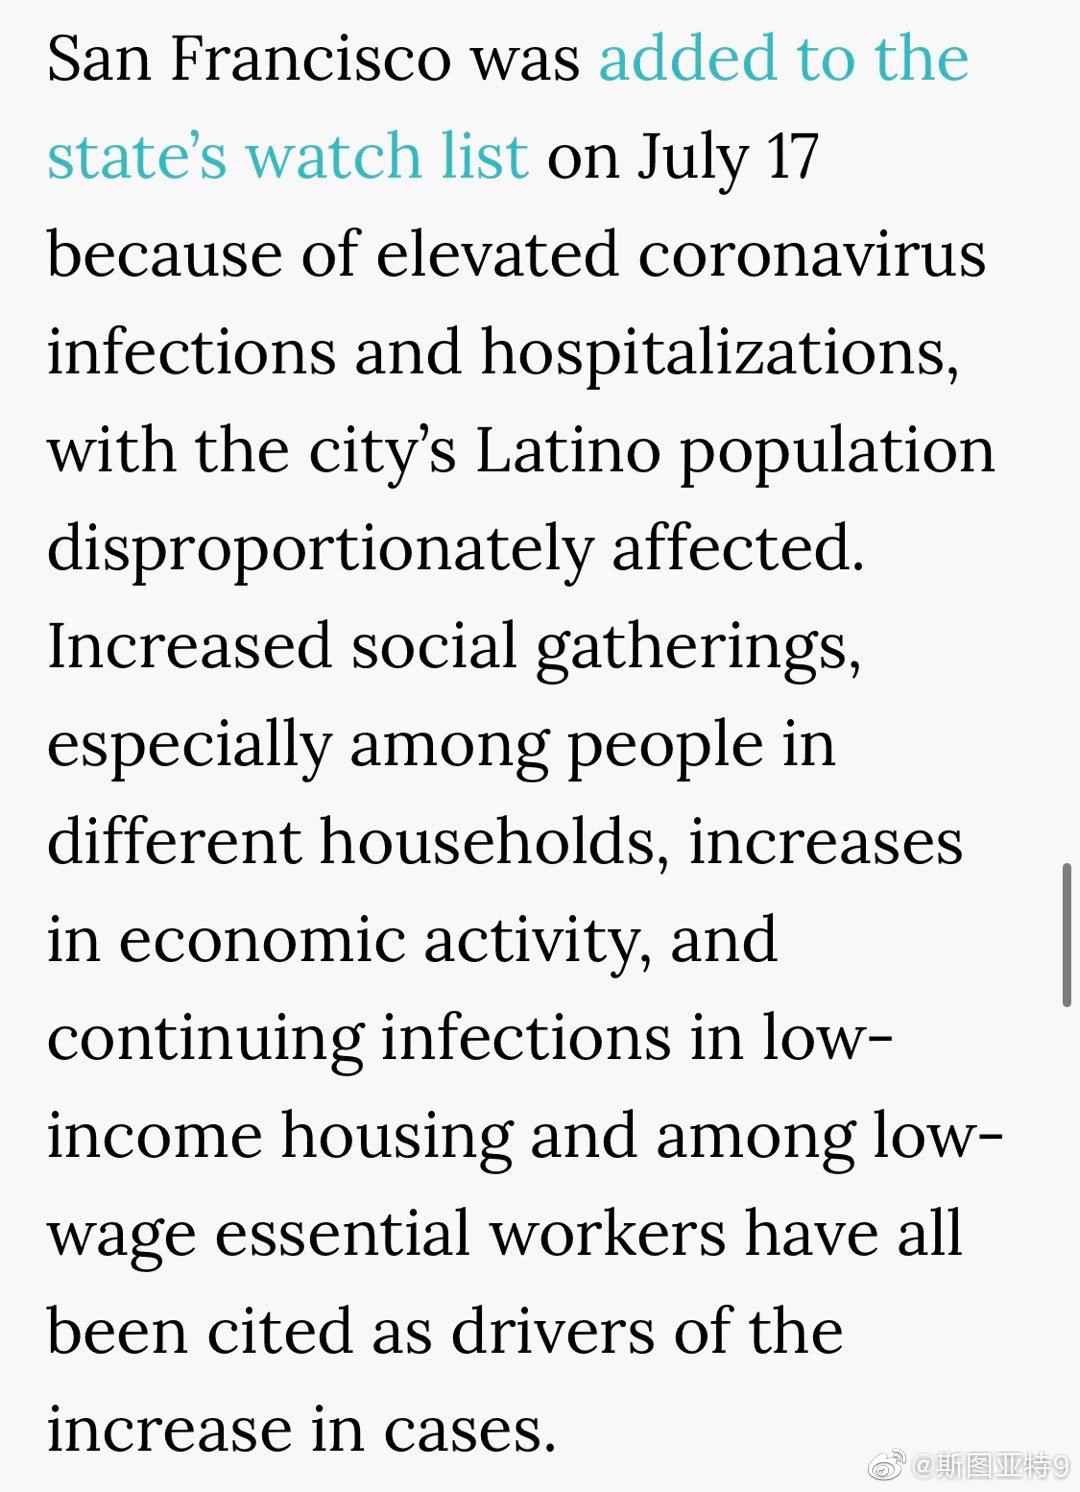 San Francisco was added to the
state’s watch list on July 17
because of elevated coronavirus
infections and hospitalizations,
with the city’s Latino population
disproportionately affected.
Increased social gatherings,
especially among people in
different households, increases
in economic activity, and
continuing infections in low-
income housing and among low-
wage essential workers have all
been cited as drivers of the
increase in cases.
@斯图亚特9